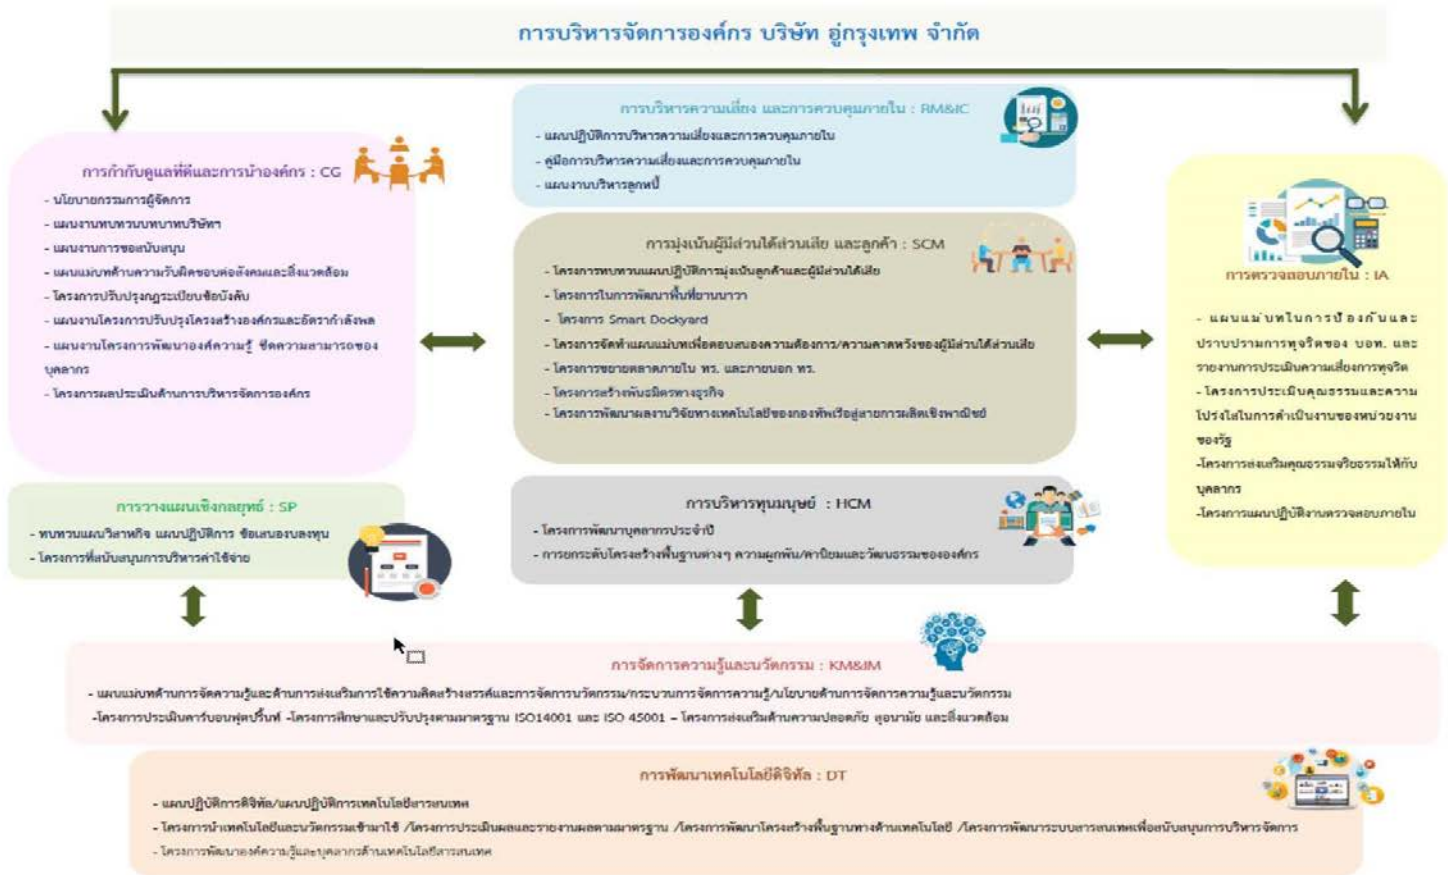 การบริหารจัดการองค์กร บริษัท อู่กรุงเทพ จำกัด
การบริหารความเสี่ยง และการควบคุมภายใน : RM&IC
- แผนปฏิบัติการบริหารความเสี่ยงและการควบคุมภายใน
- คู่มือการบริหารความเสี่ยงและการควบคุมภายใน
- แผนงานบริหารลูกหนี้
การกำกับดูแลที่ดีและการนำองค์กร : CG
- นโยบายกรรมการผู้จัดการ
- แผนงานทบทวนบทบาทบริษัทฯ
- แผนงานการขอสนับสนุน
- แผนแม่บทด้านความรับผิดชอบต่อสังคมและสิ่งแวดล้อม
- โครงการปรับปรุงกฎระเบียบข้อบังคับ
- แผนงานโครงการปรับปรุงโครงสร้างองค์กรและอัตรากำลังพล
- แผนงานโครงการพัฒนาองค์ความรู้ ขีดความสามารถของ
บุคลากร
- โครงการผลประเมินด้านการบริหารจัดการองค์กร
การมุ่งเน้นผู้มีส่วนได้ส่วนเสีย และลูกค้า : SCM
- โครงการทบทวนแผนปฏิบัติการมุ่งเน้นลูกค้าและผู้มีส่วนได้เสีย
- โครงการในการพัฒนาพื้นที่ยานนาวา
- โครงการ Smart Dockyard
- โครงการจัดทำแผนแม่บทเพื่อตอบสนองความต้องการ/ความคาดหวังของผู้มีส่วนได้ส่วนเสีย
- โครงการขยายตลาดภายใน ทร. และภายนอก ทร.
- โครงการสร้างพันธมิตรทางธุรกิจ
- โครงการพัฒนาผลงานวิจัยทางเทคโนโลยีของกองทัพเรือสู่สายการผลิตเชิงพาณิชย์
การตรวจสอบภายใน : IA
- แผนแม่บทในการป้องกันและ
ปราบปรามการทุจริตของ บอท. และ
รายงานการประเมินความเสี่ยงการทุจริต
- โครงการประเมินคุณธรรมและความ
โปร่งใสในการดำเนินงานของหน่วยงาน
ของรัฐ
-โครงการส่งเสริมคุณธรรมจริยธรรมให้กับ
บุคลากร
-โครงการแผนปฏิบัติงานตรวจสอบภายใน
การวางแผนเชิงกลยุทธ์ : SP
- ทบทวนแผนวิสาหกิจ แผนปฏิบัติการ ข้อเสนองบลงทุน
- โครงการที่สนับสนุนการบริหารค่าใช้จ่าย
การบริหารทุนมนุษย์ : HCM
- โครงการพัฒนาบุคลากรประจำปี
- การยกระดับโครงสร้างพื้นฐานต่างๆ ความผูกพัน/ค่านิยมและวัฒนธรรมขององค์กร
การจัดการความรู้และนวัตกรรม : KM&IM
- แผนแม่บทด้านการจัดความรู้และด้านการส่งเสริมการใช้ความคิดสร้างสรรค์และการจัดการนวัตกรรม/กระบวนการจัดการความรู้/นโยบายด้านการจัดการความรู้และนวัตกรรม
-โครงการประเมินคาร์บอนฟุตปริ้นท์ -โครงการศึกษาและปรับปรุงตามมาตรฐาน ISO14001 และ ISO 45001 – โครงการส่งเสริมด้านความปลอดภัย สุอนามัย และสิ่งแวดล้อม
การพัฒนาเทคโนโลยีดิจิทัล : DT
- แผนปฏิบัติการดิจิทัล/แผนปฏิบัติการเทคโนโลยีสารสนเทศ
- โครงการนำเทคโนโลยีและนวัตกรรมเข้ามาใช้ /โครงการประเมินผลและรายงานผลตามมาตรฐาน /โครงการพัฒนาโครงสร้างพื้นฐานทางด้านเทคโนโลยี /โครงการพัฒนาระบบสารสนเทศเพื่อสนับสนุนการบริหารจัดการ
- โครงการพัฒนาองค์ความรู้และบุคลากรด้านเทคโนโลยีสารสนเทศ